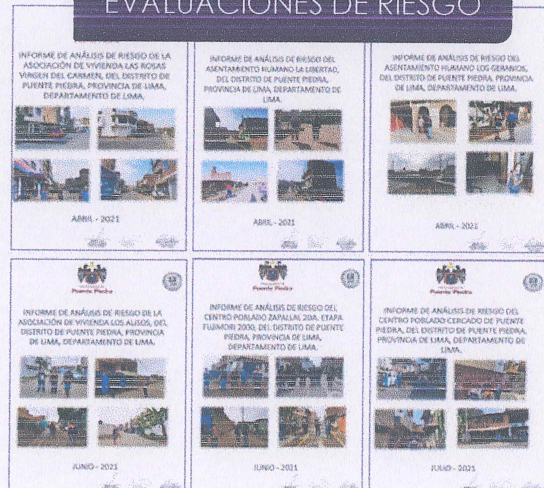 EVALUACIONES DE RIESGO
INFORME DE ANÁLISIS DE RIESGO DE LA
ASOCIACIÓN DE VIVIENDA LAS ROSAS
VIRGEN DEL CARMEN, DEL DISTRITO DE
PUENTE PIEDRA, PROVINCIA DE LIMA,
DEPARTAMENTO DE LIMA.
ABRIL - 2021
INFORME DE ANÁLISIS DE RIESGO DEL
ASENTAMIENTO HUMANO LA LIBERTAD,
DEL DISTRITO DE PUENTE PIEDRA,
PROVINCIA DE LIMA, DEPARTAMENTO DE
LIMA.
ABRIL - 2021
INFORME DE ANÁLISIS DE RIESGO DEL
ASENTAMIENTO HUMANO LOS GERANIOS,
DEL DISTRITO DE PUENTE PIEDRA, PROVINCIA
DE LIMA, DEPARTAMENTO DE LIMA.
ABRIL - 2021
Puente Piedra
INFORME DE ANÁLISIS DE RIESGO DE LA
ASOCIACIÓN DE VIVIENDA LOS ALISOS, DEL
DISTRITO DE PUENTE PIEDRA, PROVINCIA
DE LIMA, DEPARTAMENTO DE LIMA.
JUNIO - 2021
Puente Piedra
INFORME DE ANÁLISIS DE RIESGO DEL
CENTRO POBLADO ZAPALLAL 2DA. ETAPA
FUJIMORI 2000, DEL DISTRITO DE PUENTE
PIEDRA, PROVINCIA DE LIMA,
DEPARTAMENTO DE LIMA.
JUNIO - 2021
Puente Piedra
INFORME DE ANÁLISIS DE RIESGO DEL
CENTRO POBLADO CERCADO DE PUENTE
PIEDRA, DEL DISTRITO DE PUENTE PIEDRA,
PROVINCIA DE LIMA, DEPARTAMENTO DE
LIMA.
JULIO - 2021